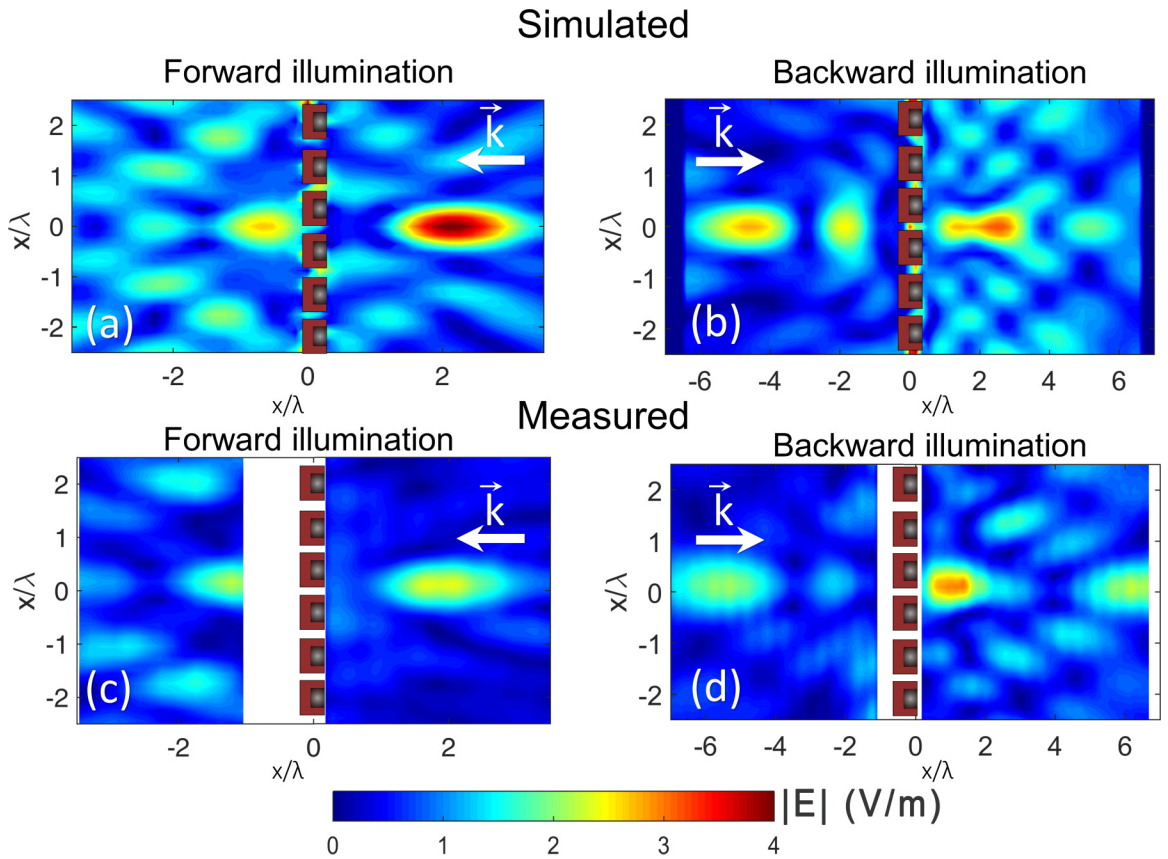 Simulated
Forward illumination
Backward illumination
x/λ
2
1
0
-1
-2
k
(a)
-2
0
2
x/λ
x/λ
2
1
0
-1
-2
k
(b)
-6
-4
-2
0
2
4
6
x/λ
Measured
Forward illumination
Backward illumination
x/λ
2
1
0
-1
-2
k
(c)
-2
0
2
x/λ
x/λ
2
1
0
-1
-2
k
(d)
-6
-4
-2
0
2
4
6
x/λ
|E| (V/m)
0
1
2
3
4